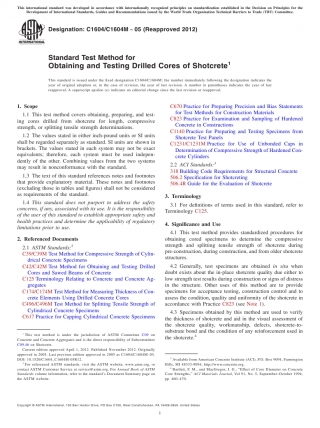 This international standard was developed in accordance with internationally recognized principles on standardization established in the Decision on Principles for the
Development of International Standards, Guides and Recommendations issued by the World Trade Organization Technical Barriers to Trade (TBT) Committee.
Designation: C1604/C1604M − 05 (Reapproved 2012)
Standard Test Method for
Obtaining and Testing Drilled Cores of Shotcrete1
This standard is issued under the fixed designation C1604/C1604M; the number immediately following the designation indicates the
year of original adoption or, in the case of revision, the year of last revision. A number in parentheses indicates the year of last
reapproval. A superscript epsilon (ε) indicates an editorial change since the last revision or reapproval.
1. Scope
1.1 This test method covers obtaining, preparing, and test-
ing cores drilled from shotcrete for length, compressive
strength, or splitting tensile strength determinations.
1.2 The values stated in either inch-pound units or SI units
shall be regarded separately as standard. SI units are shown in
brackets. The values stated in each system may not be exact
equivalents; therefore, each system must be used indepen-
dently of the other. Combining values from the two systems
may result in nonconformance with the standard.
1.3 The text of this standard references notes and footnotes
that provide explanatory material. These notes and footnotes
(excluding those in tables and figures) shall not be considered
as requirements of the standard.
1.4 This standard does not purport to address the safety
concerns, if any, associated with its use. It is the responsibility
of the user of this standard to establish appropriate safety and
health practices and determine the applicability of regulatory
limitations prior to use.
2. Referenced Documents
2.1 ASTM Standards:2
C39/C39M Test Method for Compressive Strength of Cylin-
drical Concrete Specimens
C42/C42M Test Method for Obtaining and Testing Drilled
Cores and Sawed Beams of Concrete
C125 Terminology Relating to Concrete and Concrete Ag-
gregates
C174/C174M Test Method for Measuring Thickness of Con-
crete Elements Using Drilled Concrete Cores
C496/C496M Test Method for Splitting Tensile Strength of
Cylindrical Concrete Specimens
C617 Practice for Capping Cylindrical Concrete Specimens
1 This test method is under the jurisdiction of ASTM Committee C09 on
Concrete and Concrete Aggregates and is the direct responsibility of Subcommittee
C09.46 on Shotcrete.
Current edition approved April 1, 2012. Published November 2012. Originally
approved in 2005. Last previous edition approved in 2005 as C1604/C1604M–05.
DOI: 10.1520/C1604_C1604M-05R12.
2 For referenced ASTM standards, visit the ASTM website, www.astm.org, or
contact ASTM Customer Service at service@astm.org. For Annual Book of ASTM
Standards volume information, refer to the standard's Document Summary page on
the ASTM website.
C670 Practice for Preparing Precision and Bias Statements
for Test Methods for Construction Materials
C823 Practice for Examination and Sampling of Hardened
Concrete in Constructions
C1140 Practice for Preparing and Testing Specimens from
Shotcrete Test Panels
C1231/C1231M Practice for Use of Unbonded Caps in
Determination of Compressive Strength of Hardened Con-
crete Cylinders
2.2 ACI Standards:3
318 Building Code Requirements for Structural Concrete
506.2 Specification for Shotcreting
506.4R Guide for the Evaluation of Shotcrete
3. Terminology
3.1 For definitions of terms used in this standard, refer to
Terminology C125.
4. Significance and Use
4.1 This test method provides standardized procedures for
obtaining cored specimens to determine the compressive
strength and splitting tensile strength of shotcrete during
pre-construction, during construction, and from older shotcrete
structures.
4.2 Generally, test specimens are obtained in situ when
doubt exists about the in-place shotcrete quality due either to
low strength test results during construction or signs of distress
in the structure. Other uses of this method are to provide
specimens for acceptance testing, construction control and to
assess the condition, quality and uniformity of the shotcrete in
accordance with Practice C823 (see Note 1).
4.3 Specimens obtained by this method are used to verify
the thickness of shotcrete and aid in the visual assessment of
the shotcrete quality, workmanship, defects, shotcrete-to-
substrate bond and the condition of any reinforcement used in
the shotcrete.4
3 Available from American Concrete Institute (ACI), P.O. Box 9094, Farmington
Hills, MI 48333-9094, http://www.concrete.org.
4 Bartlett, F. M., and MacGregor, J. G., "Effect of Core Diameter on Concrete
Core Strengths," ACI Materials Journal, Vol 91, No. 5, September–October 1994,
pp. 460–470.
Copyright © ASTM International, 100 Barr Harbor Drive, PO Box C700, West Conshohocken, PA 19428-2959. United States
1